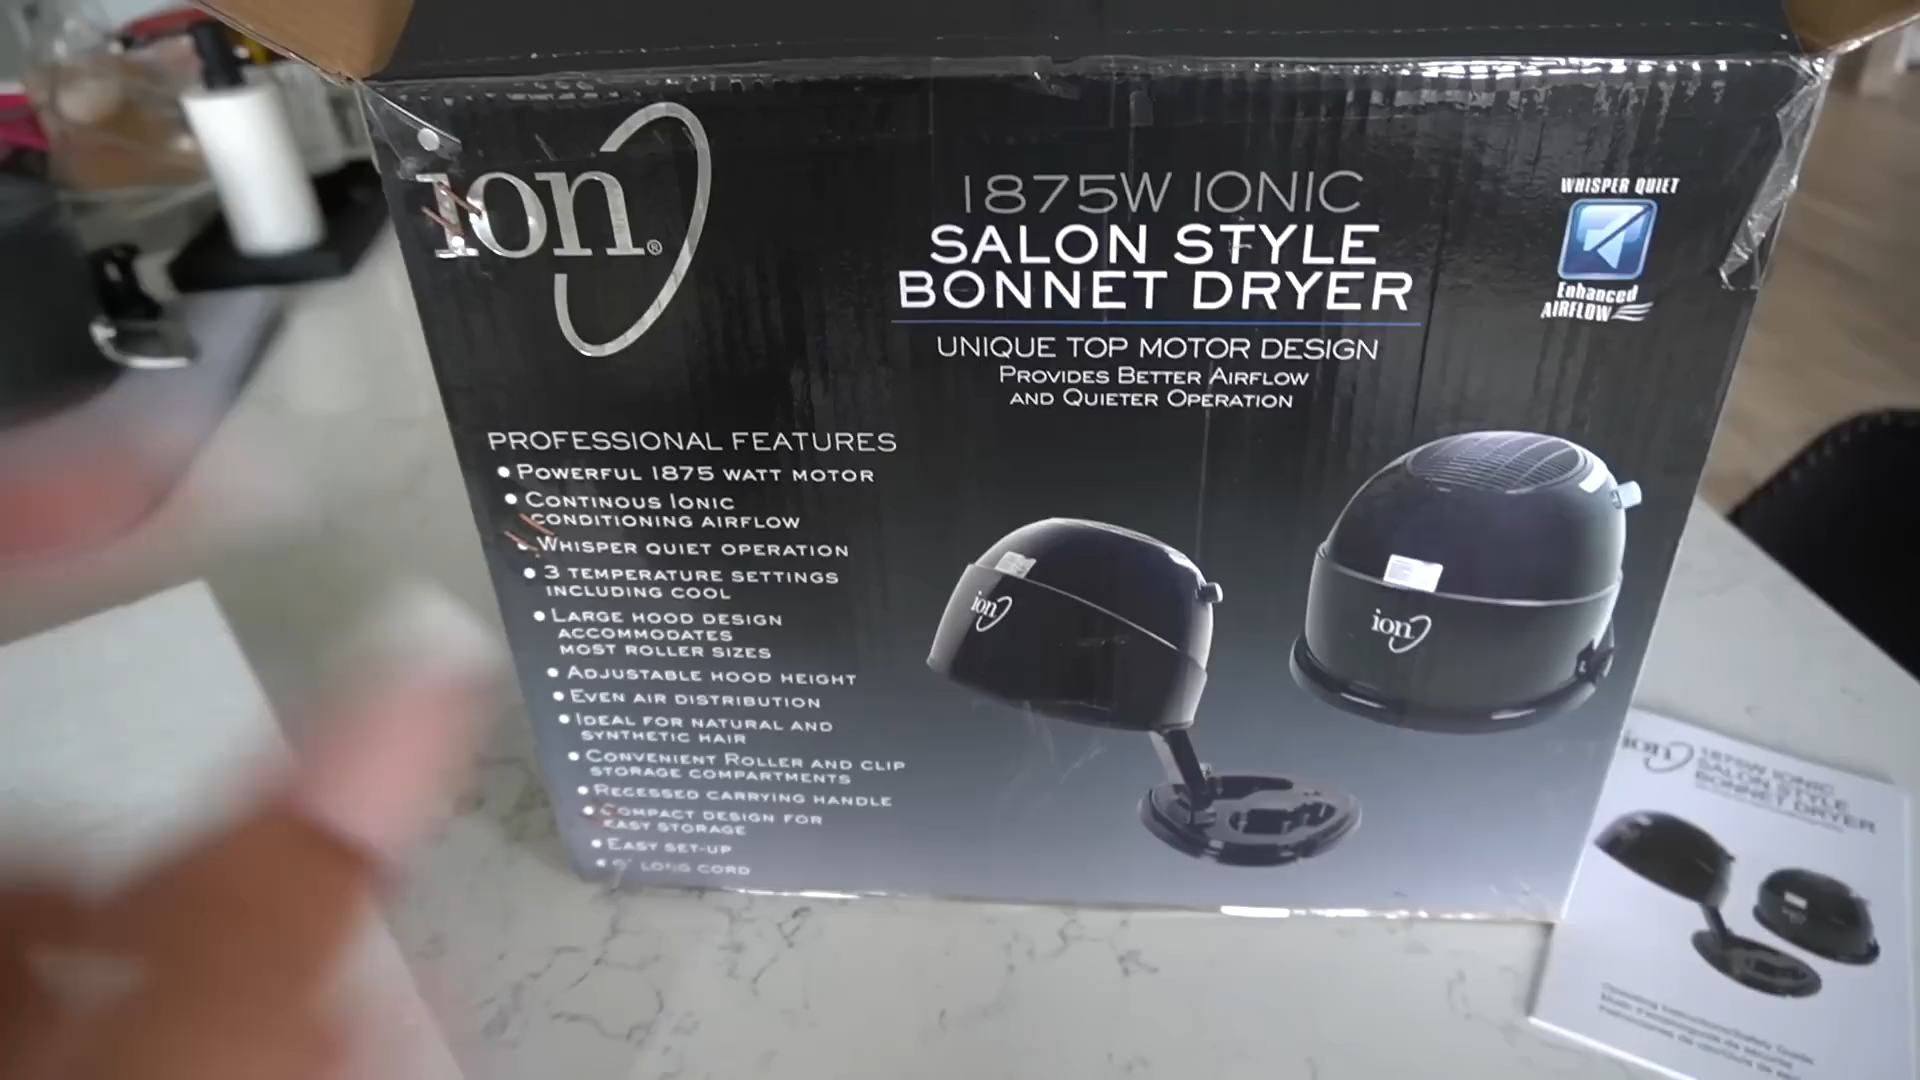 ion®
1875W IONIC
SALON STYLE
BONNET DRYER
UNIQUE TOP MOTOR DESIGN
PROVIDES BETTER AIRFLOW
AND QUIETER OPERATION
WHISPER QUIET
Enhanced
AIRFLOW
PROFESSIONAL FEATURES
• POWERFUL 1875 WATT MOTOR
• CONTINOUS IONIC
CONDITIONING AIRFLOW
• WHISPER QUIET OPERATION
• 3 TEMPERATURE SETTINGS
INCLUDING COOL
• LARGE HOOD DESIGN
ACCOMMODATES
MOST ROLLER SIZES
• ADJUSTABLE HOOD HEIGHT
• EVEN AIR DISTRIBUTION
• IDEAL FOR NATURAL AND
SYNTHETIC HAIR
• CONVENIENT ROLLER AND CLIP
STORAGE COMPARTMENTS
• RECESSED CARRYING HANDLE
• COMPACT DESIGN FOR
EASY STORAGE
• EASY SET-UP
• LONG CORD
ion
ion
ion
1875W IONIC
SALON STYLE
BONNET DRYER